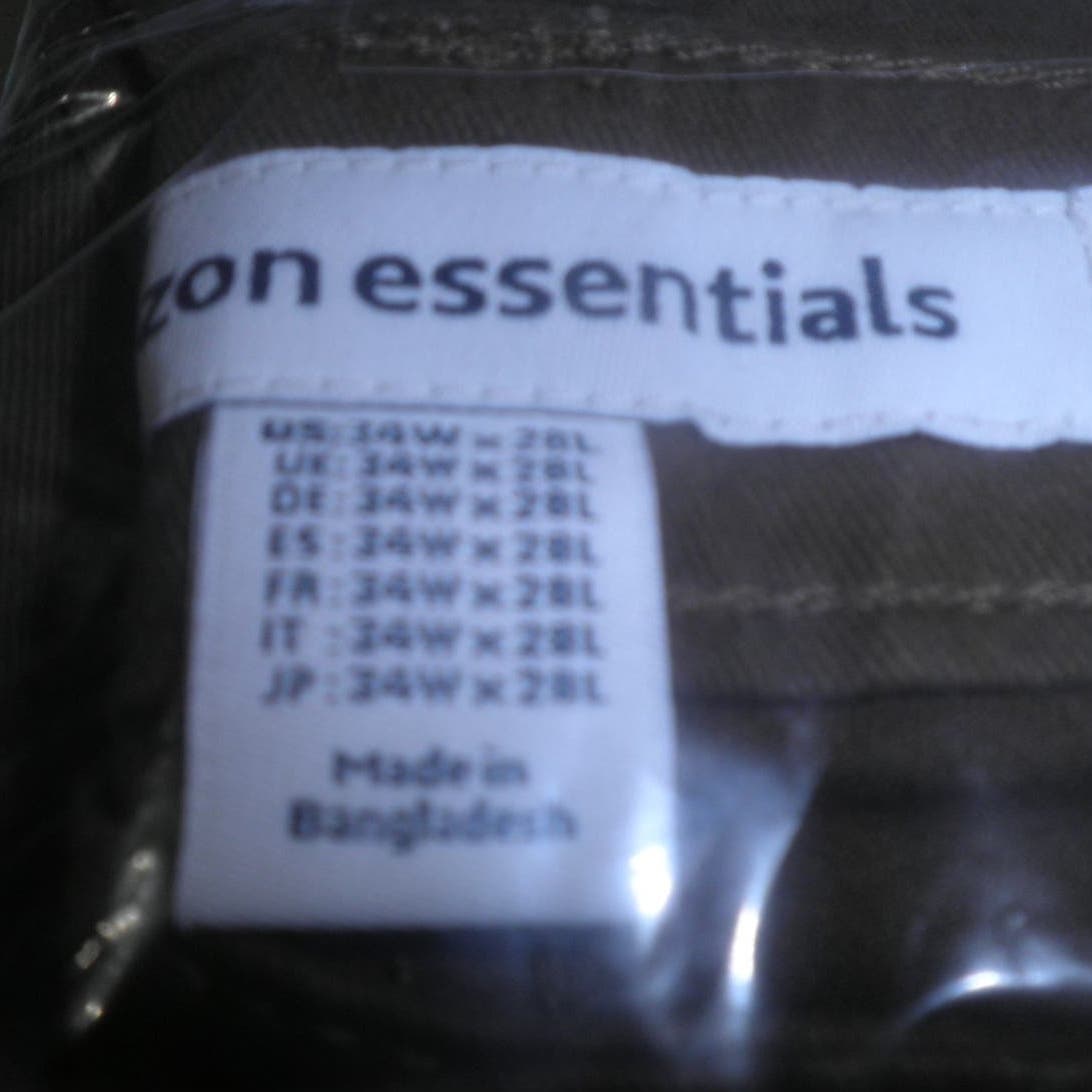 zon essentials
US:34W x 28L
UK: 34W x 28L
DE: 34W x 28L
ES : 34W x 28L
FR : 34W x 28L
IT : 34W x 28L
JP : 34W x 28L
Made in
Bangladesh